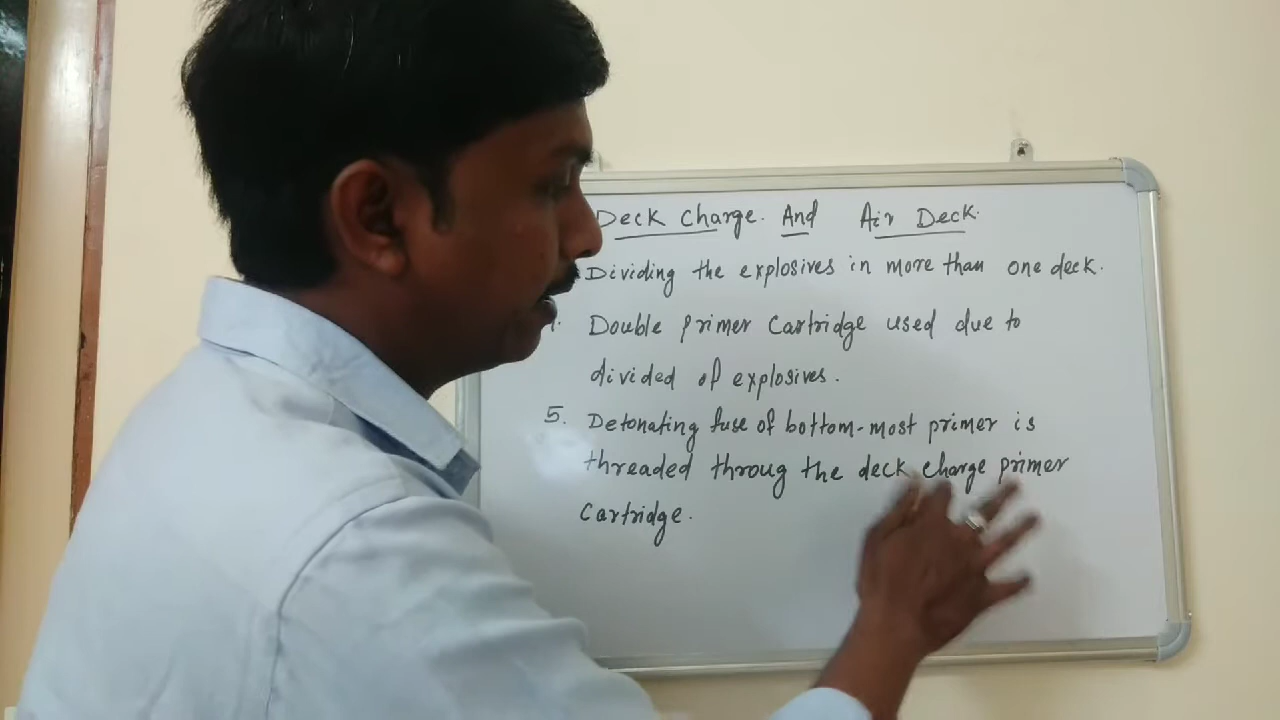 Deck Charge. And Air Deck.
Dividing the explosives in more than one deck.
Double primer Cartridge used due to
divided of explosives.
5. Detonating fuse of bottom-most primer is
threaded throug the deck charge primer
Cartridge.